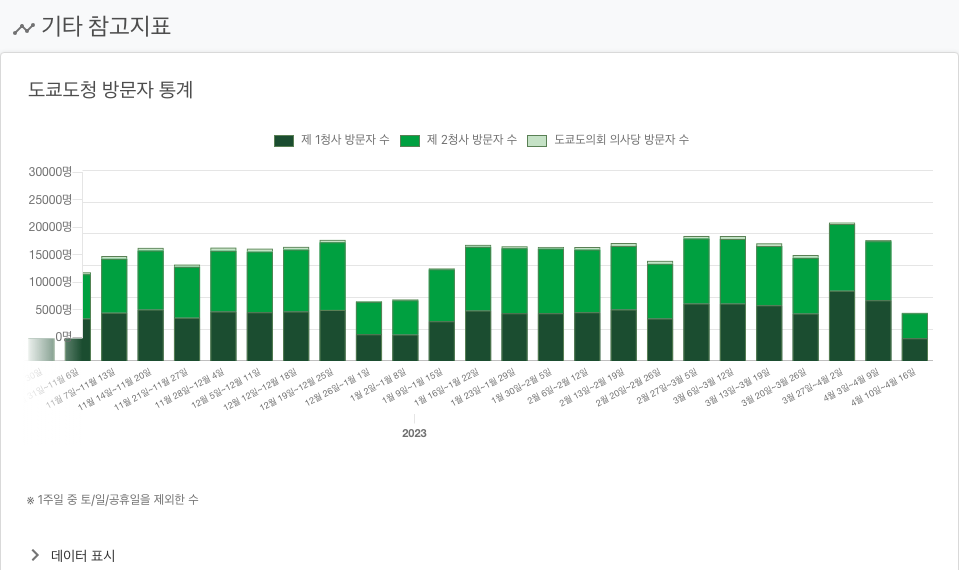 기타 참고지표
도쿄도청 방문자 통계
제 1청사 방문자 수 제 2청사 방문자 수 도쿄도의회 의사당 방문자 수
30000명
25000명
20000명
15000명
10000명
5000명
0명
11월 7일~11월 13일
11월 14일~11월 20일
11월 21일~11월 27일
11월 28일~12월 4일
12월 5일~12월 11일
12월 12일~12월 18일
12월 19일~12월 25일
12월 26일~1월 1일
1월 2일~1월 8일
1월 9일~1월 15일
1월 16일~1월 22일
1월 23일~1월 29일
1월 30일~2월 5일
2월 6일~2월 12일
2월 13일~2월 19일
2월 20일~2월 26일
2월 27일~3월 5일
3월 6일~3월 12일
3월 13일~3월 19일
3월 20일~3월 26일
3월 27일~4월 2일
4월 3일~4월 9일
4월 10일~4월 16일
2023
※ 1주일 중 토/일/공휴일을 제외한 수
데이터 표시